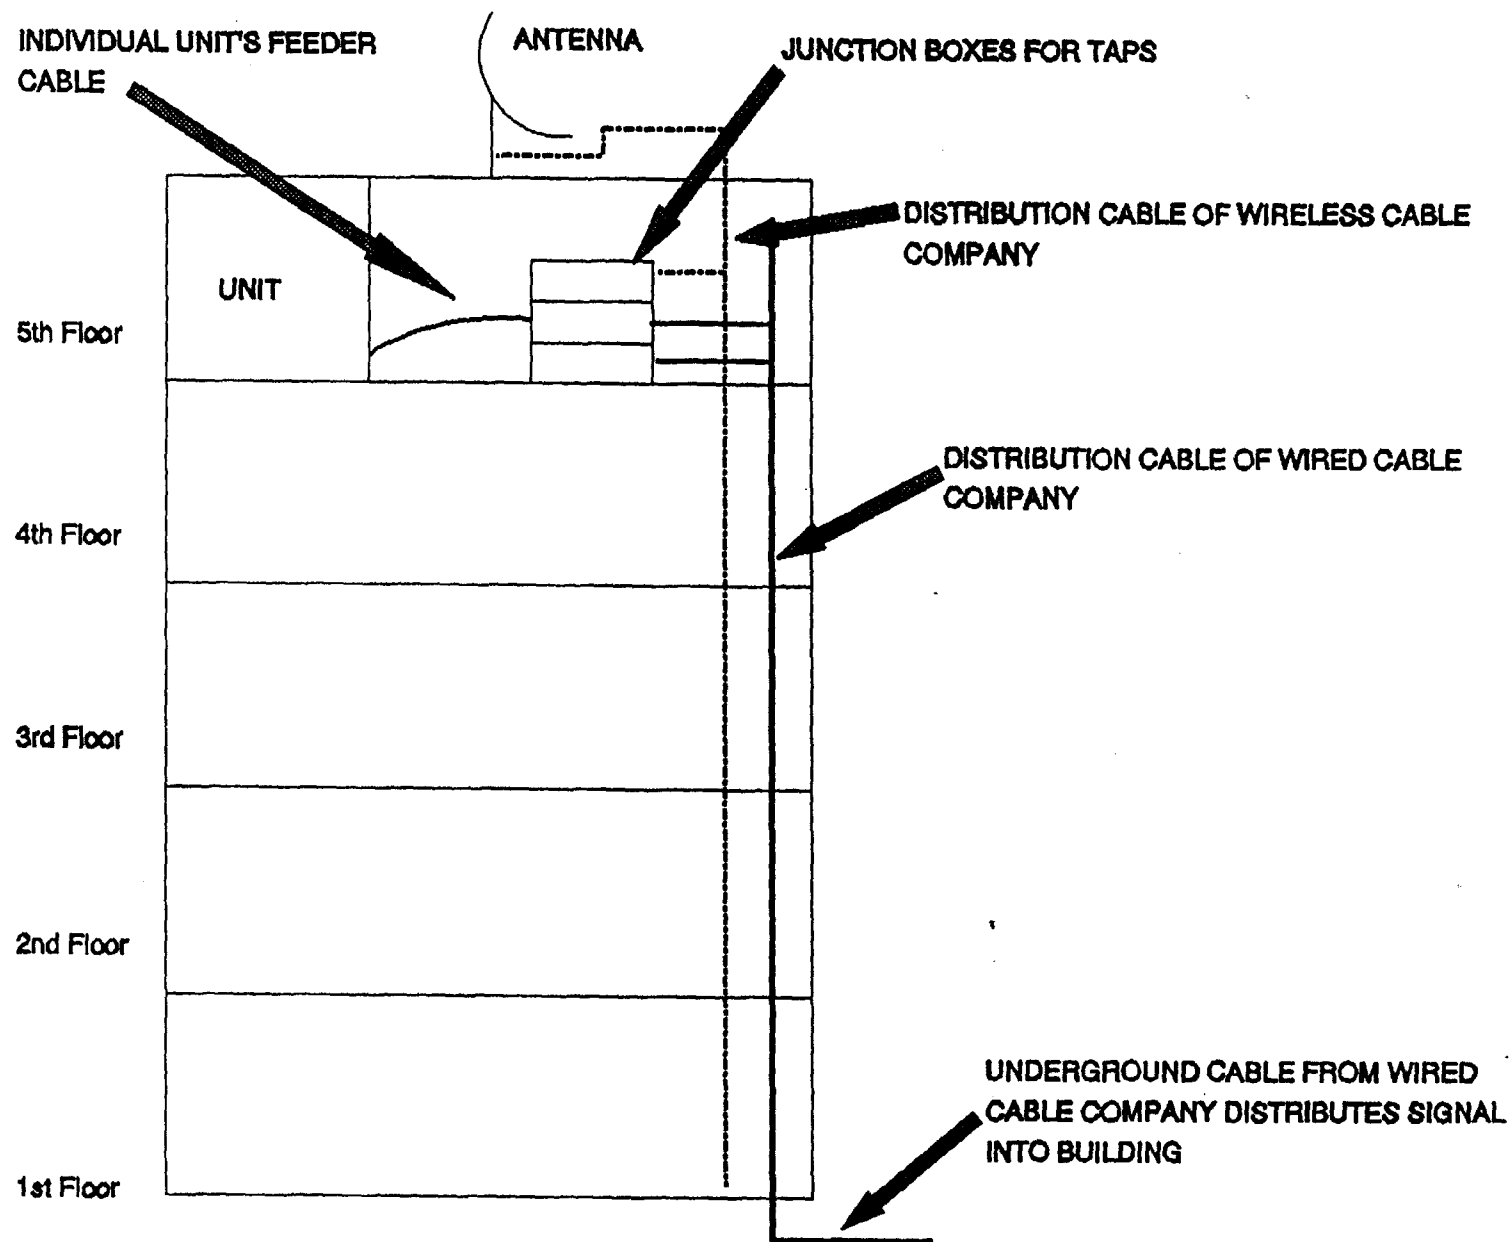 INDIVIDUAL UNIT'S FEEDER
CABLE
ANTENNA
JUNCTION BOXES FOR TAPS
DISTRIBUTION CABLE OF WIRELESS CABLE
COMPANY
UNIT
5th Floor
DISTRIBUTION CABLE OF WIRED CABLE
COMPANY
4th Floor
3rd Floor
2nd Floor
UNDERGROUND CABLE FROM WIRED
CABLE COMPANY DISTRIBUTES SIGNAL
INTO BUILDING
1st Floor